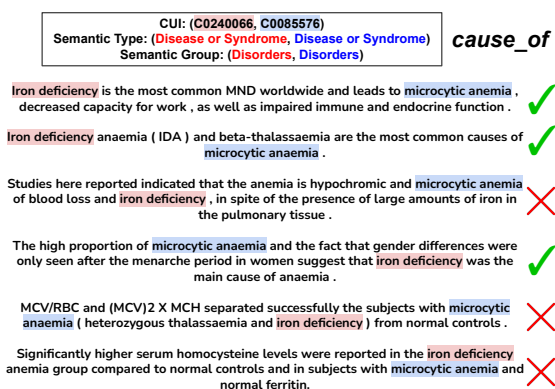 CUI: (C0240066, C0085576)
Semantic Type: (Disease or Syndrome, Disease or Syndrome)
Semantic Group: (Disorders, Disorders)
cause_of
Iron deficiency is the most common MND worldwide and leads to microcytic anemia ,
decreased capacity for work , as well as impaired immune and endocrine function .
Iron deficiency anaemia ( IDA ) and beta-thalassaemia are the most common causes of
microcytic anaemia .
Studies here reported indicated that the anemia is hypochromic and microcytic anemia
of blood loss and iron deficiency , in spite of the presence of large amounts of iron in
the pulmonary tissue .
The high proportion of microcytic anaemia and the fact that gender differences were
only seen after the menarche period in women suggest that iron deficiency was the
main cause of anaemia .
MCV/RBC and (MCV)2 X MCH separated successfully the subjects with microcytic
anaemia ( heterozygous thalassaemia and iron deficiency ) from normal controls .
Significantly higher serum homocysteine levels were reported in the iron deficiency
anemia group compared to normal controls and in subjects with microcytic anemia and
normal ferritin.